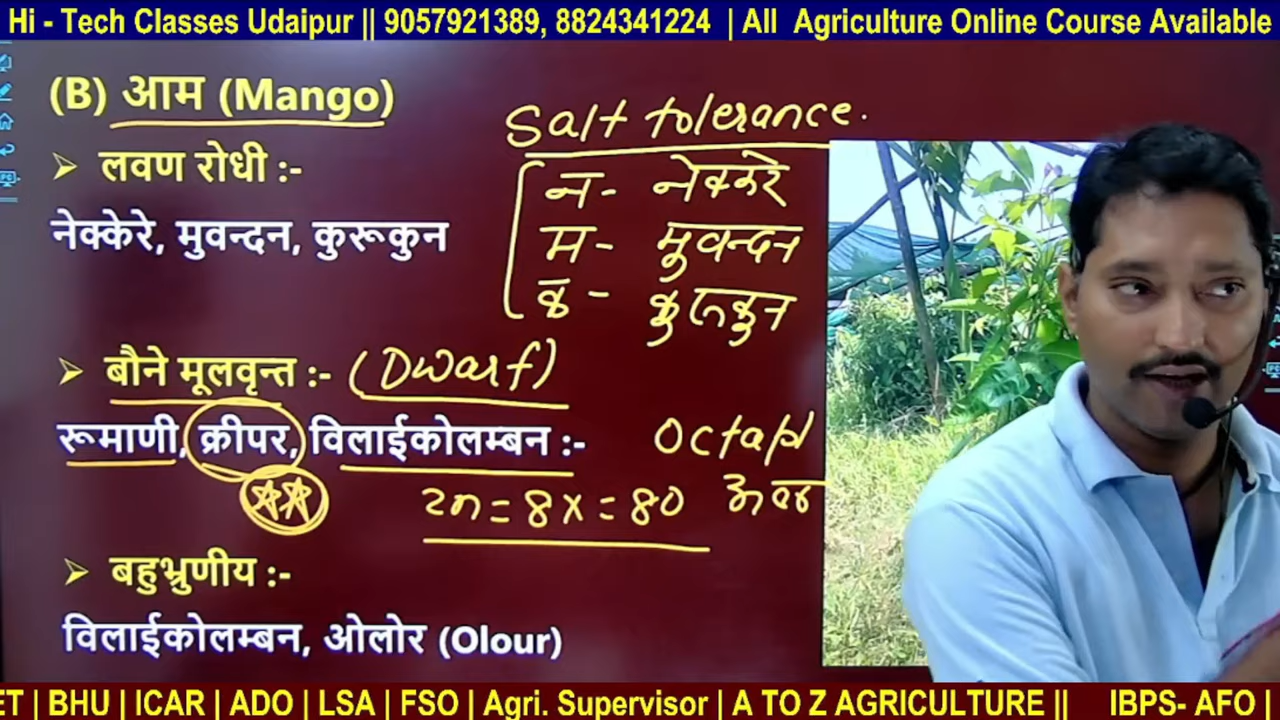 Hi - Tech Classes Udaipur || 9057921389, 8824341224 | All Agriculture Online Course Available
(B) आम (Mango)
Salt tolerance.
➤ लवण रोधी :-
न- नेक्केरे
नेक्केरे, मुवन्दन, कुरूकुन
म- मुवन्दन
क- कुरूकुन
➤ बौने मूलवृन्त :- (Dwarf)
रूमाणी, क्रीपर, विलाईकोलम्बन :-
Octapl
2n=8x=80
➤ बहुभ्रुणीय :-
विलाईकोलम्बन, ओलोर (Olour)
ET | BHU | ICAR | ADO | LSA | FSO | Agri. Supervisor | A TO Z AGRICULTURE || IBPS- AFO |